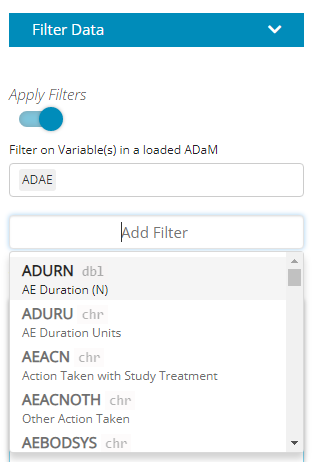 Filter Data
Apply Filters
Filter on Variable(s) in a loaded ADaM
ADAE
Add Filter
ADURN dbl
AE Duration (N)
ADURU chr
AE Duration Units
AEACN chr
Action Taken with Study Treatment
AEACNOTH chr
Other Action Taken
AEBODSYS chr